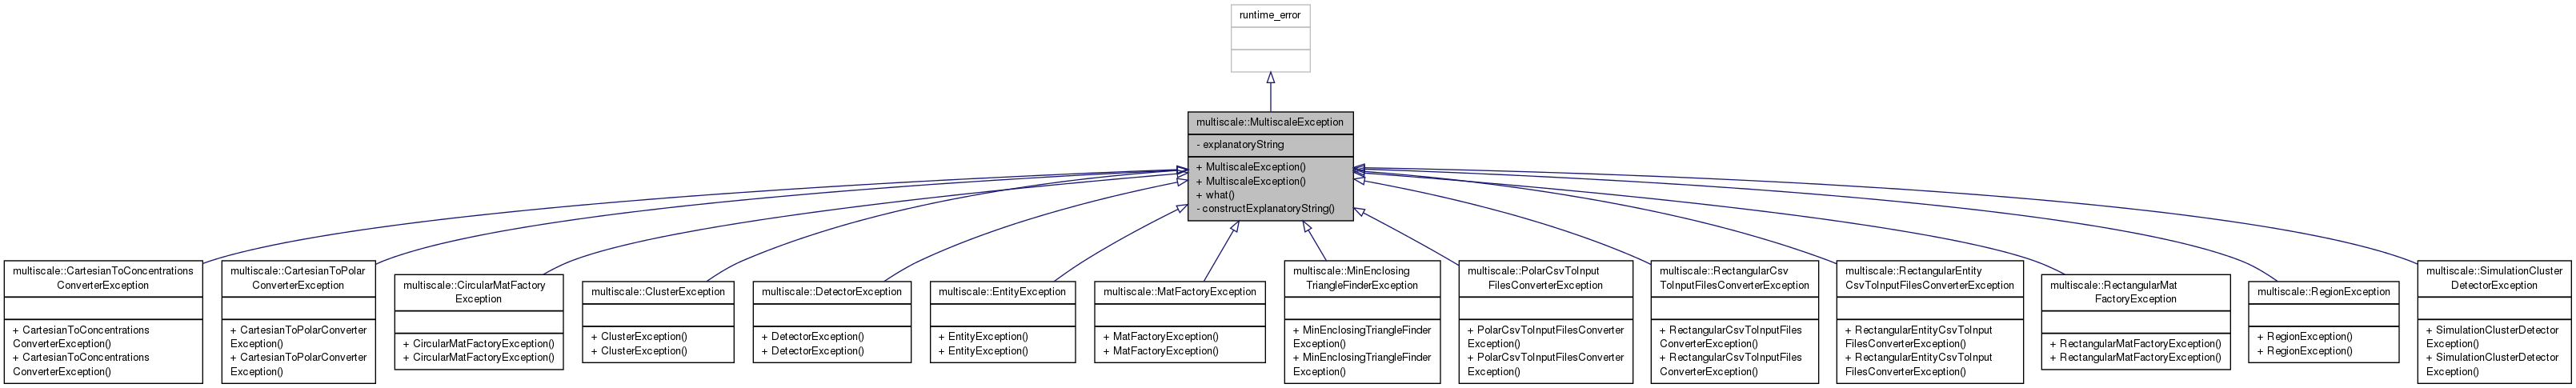 runtime_error
multiscale::MultiscaleException
- explanatoryString
+ MultiscaleException()
+ MultiscaleException()
+ what()
- constructExplanatoryString()
multiscale::CartesianToConcentrations
ConverterException
+ CartesianToConcentrations
ConverterException()
+ CartesianToConcentrations
ConverterException()
multiscale::CartesianToPolar
ConverterException
+ CartesianToPolarConverter
Exception()
+ CartesianToPolarConverter
Exception()
multiscale::CircularMatFactory
Exception
+ CircularMatFactoryException()
+ CircularMatFactoryException()
multiscale::ClusterException
+ ClusterException()
+ ClusterException()
multiscale::DetectorException
+ DetectorException()
+ DetectorException()
multiscale::EntityException
+ EntityException()
+ EntityException()
multiscale::MatFactoryException
+ MatFactoryException()
+ MatFactoryException()
multiscale::MinEnclosing
TriangleFinderException
+ MinEnclosingTriangleFinder
Exception()
+ MinEnclosingTriangleFinder
Exception()
multiscale::PolarCsvToInput
FilesConverterException
+ PolarCsvToInputFilesConverter
Exception()
+ PolarCsvToInputFilesConverter
Exception()
multiscale::RectangularCsv
ToInputFilesConverterException
+ RectangularCsvToInputFiles
ConverterException()
+ RectangularCsvToInputFiles
ConverterException()
multiscale::RectangularEntity
CsvToInputFilesConverterException
+ RectangularEntityCsvToInput
FilesConverterException()
+ RectangularEntityCsvToInput
FilesConverterException()
multiscale::RectangularMat
FactoryException
+ RectangularMatFactoryException()
+ RectangularMatFactoryException()
multiscale::RegionException
+ RegionException()
+ RegionException()
multiscale::SimulationCluster
DetectorException
+ SimulationClusterDetector
Exception()
+ SimulationClusterDetector
Exception()